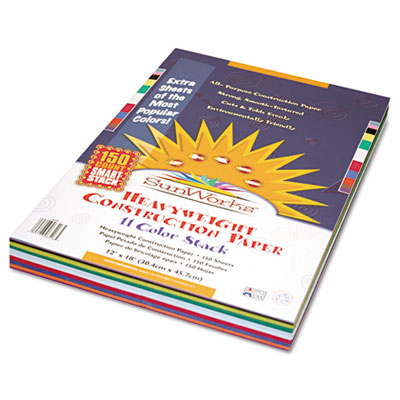 Extra
Sheets of the
Most
Popular
Colors!
All-Purpose Construction Paper
Strong, Smooth-Textured
Cuts & Folds Evenly
Environmentally Friendly
150
COUNT
SMART
STACK
SunWorks
HEAVYWEIGHT
CONSTRUCTION PAPER
11 Color Stack
Heavyweight Construction Paper • 150 Sheets
Papel Pesado de Construcción • 150 Hojas
Papier de bricolage épais • 150 Feuilles
12" x 18" (30.4cm x 45.7cm)